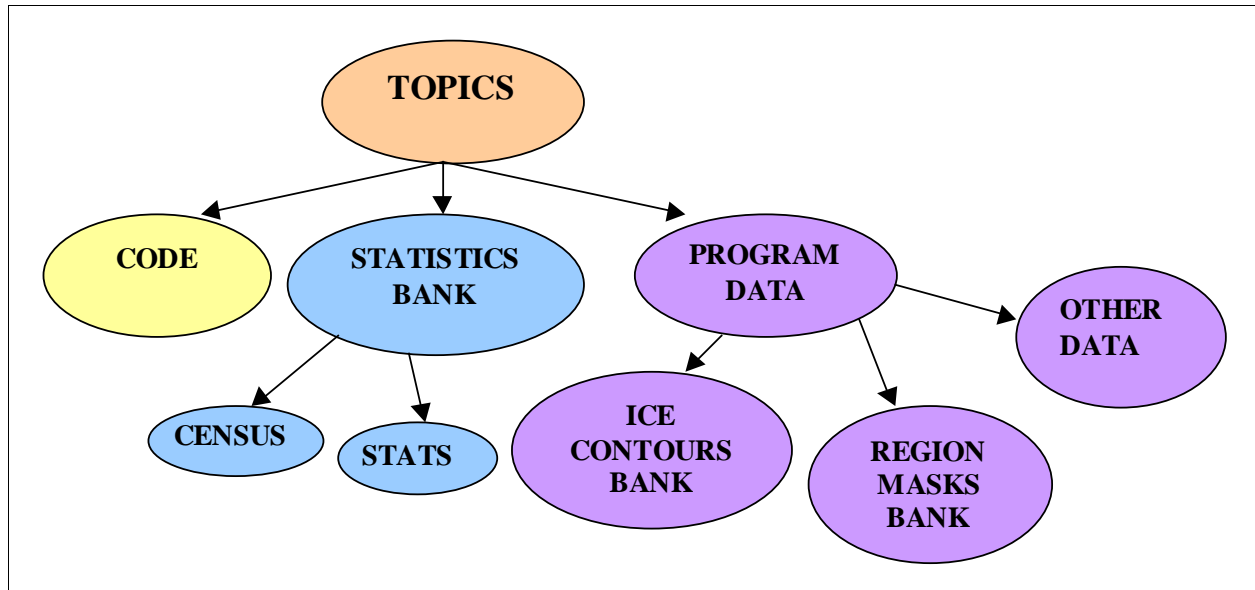 TOPICS
CODE
STATISTICS
BANK
PROGRAM
DATA
OTHER
DATA
CENSUS
STATS
ICE
CONTOURS
BANK
REGION
MASKS
BANK